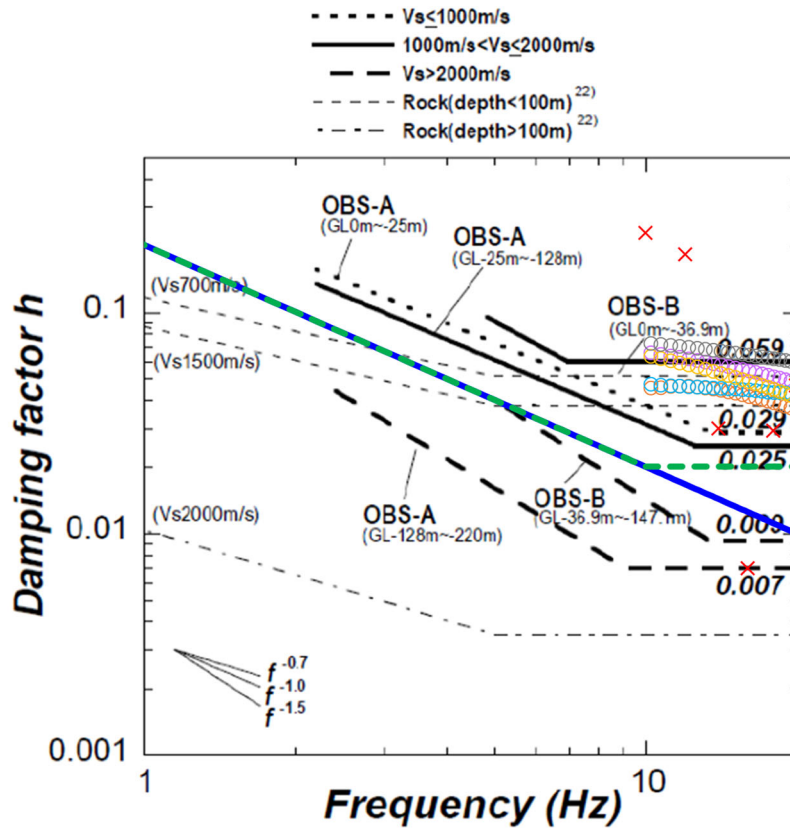 Vs≤1000m/s
1000m/s<Vs≤2000m/s
Vs>2000m/s
Rock(depth<100m) 22)
Rock(depth>100m) 22)
OBS-A
(GL0m~-25m)
OBS-A
(GL-25m~-128m)
OBS-B
(GL0m~-36.9m)
0.1
(Vs700m/s)
0.059
(Vs1500m/s)
0.029
0.025
OBS-B
(GL-36.9m~-147.1m)
OBS-A
(GL-128m~-220m)
(Vs2000m/s)
0.01
0.009
0.007
f -0.7
f -1.0
f -1.5
0.001
1
10
Damping factor h
Frequency (Hz)